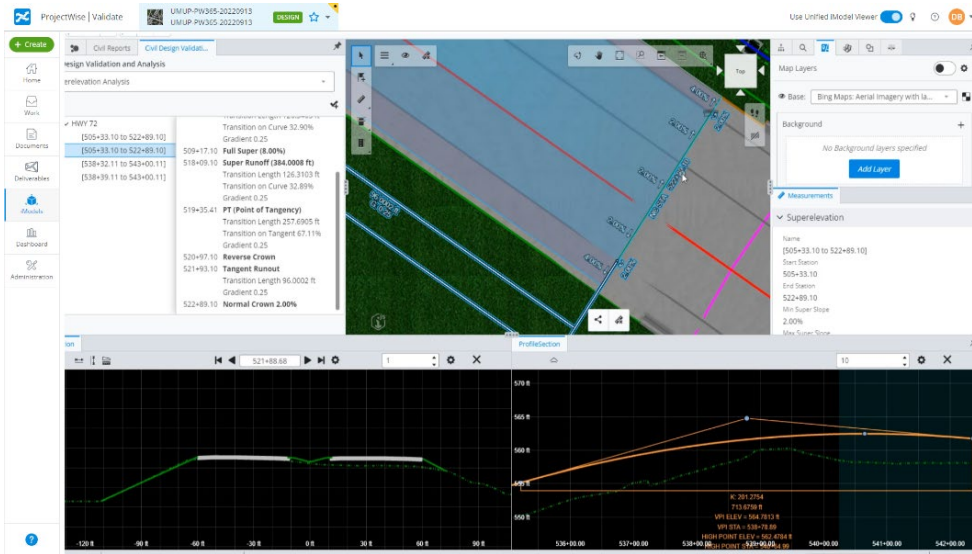 ProjectWise | Validate
UMUP-PW365-20220913
UMUP-PW365 20220913
DESIGN
Use Unified iModel Viewer
DB
+ Create
Home
Work
Documents
Deliverables
iModels
Dashboard
Administration
Civil Reports
Civil Design Validati...
esign Validation and Analysis
erelevation Analysis
HWY 72
[505+33.10 to 522+89.10]
[505+33.10 to 522+89.10]
[538+32.11 to 543+00.11]
[538+39.11 to 543+00.11]
Transition on Curve 32.90%
Gradient 0.25
509+17.10 Full Super (8.00%)
518+09.10 Super Runoff (384.0008 ft)
Transition Length 126.3103 ft
Transition on Curve 32.89%
Gradient 0.25
519+35.41 PT (Point of Tangency)
Transition Length 257.6905 ft
Transition on Tangent 67.11%
Gradient 0.25
520+97.10 Reverse Crown
521+93.10 Tangent Runout
Transition Length 96.0002 ft
Gradient 0.25
522+89.10 Normal Crown 2.00%
Top
Map Layers
Base: Bing Maps: Aerial Imagery with la...
Background
No Background layers specified
Add Layer
Measurements
Superelevation
Name
[505+33.10 to 522+89.10]
Start Station
505+33.10
End Station
522+89.10
Min Super Slope
2.00%
Max Super Slope
ion
521+88.68
1
-120 ft -90 ft -60 ft -30 ft 0 ft 30 ft 60 ft 90 ft
ProfileSection
10
570 ft
565 ft
560 ft
550 ft
K: 201.2754
713.6759 ft
VPI ELEV = 564.7813 ft
VPI STA = 538+78.89
HIGH POINT ELEV = 562.4784 ft
536+00.00 537+00.00 538+00.00 540+00.00 541+00.00 542+00.00